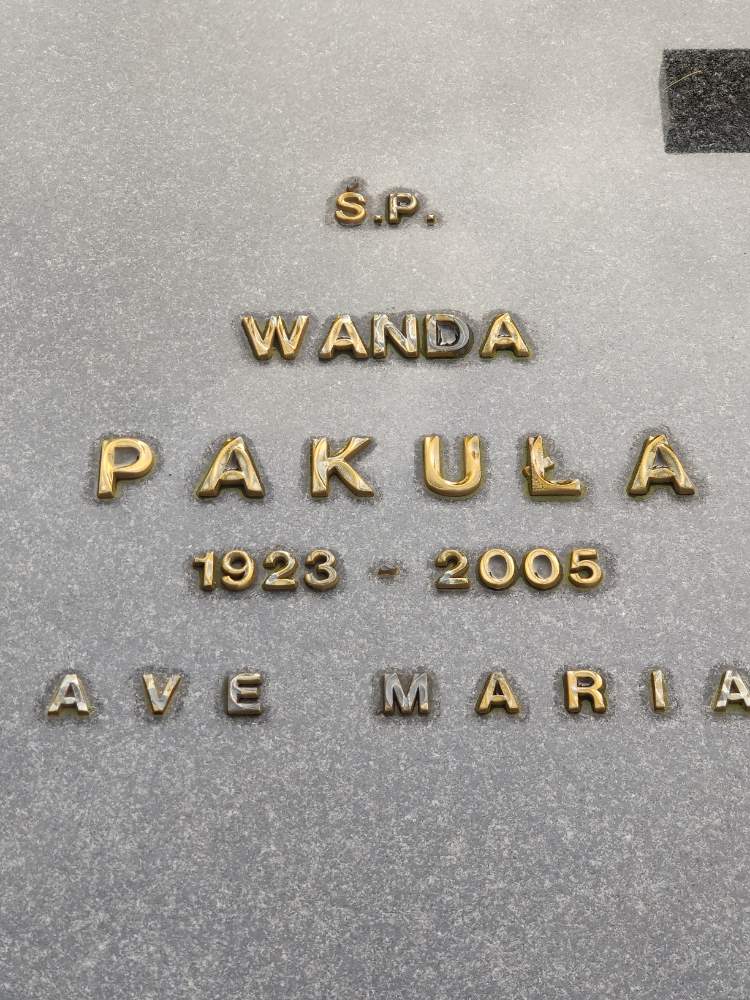 Ś.P.
WANDA
PAKUŁA
1923 - 2005
AVE MARIA